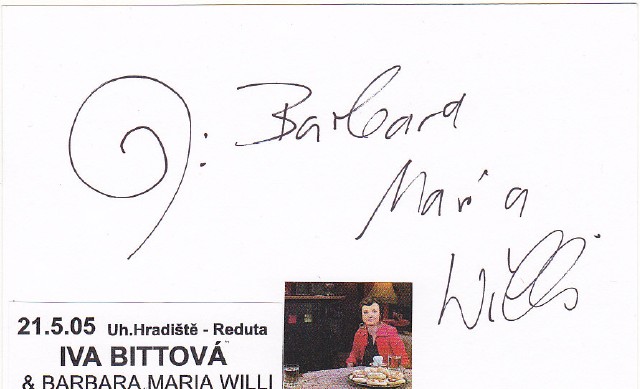 Barbara
Maria
Willi
21.5.05 Uh.Hradiště - Reduta
IVA BITTOVÁ
& BARBARA MARIA WILLI